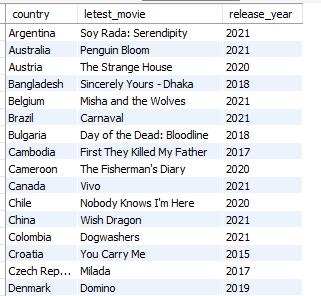 country letest_movie release_year
Argentina Soy Rada: Serendipity 2021
Australia Penguin Bloom 2021
Austria The Strange House 2020
Bangladesh Sincerely Yours - Dhaka 2018
Belgium Misha and the Wolves 2021
Brazil Carnaval 2021
Bulgaria Day of the Dead: Bloodline 2018
Cambodia First They Killed My Father 2017
Cameroon The Fisherman's Diary 2020
Canada Vivo 2021
Chile Nobody Knows I'm Here 2020
China Wish Dragon 2021
Colombia Dogwashers 2021
Croatia You Carry Me 2015
Czech Rep... Milada 2017
Denmark Domino 2019